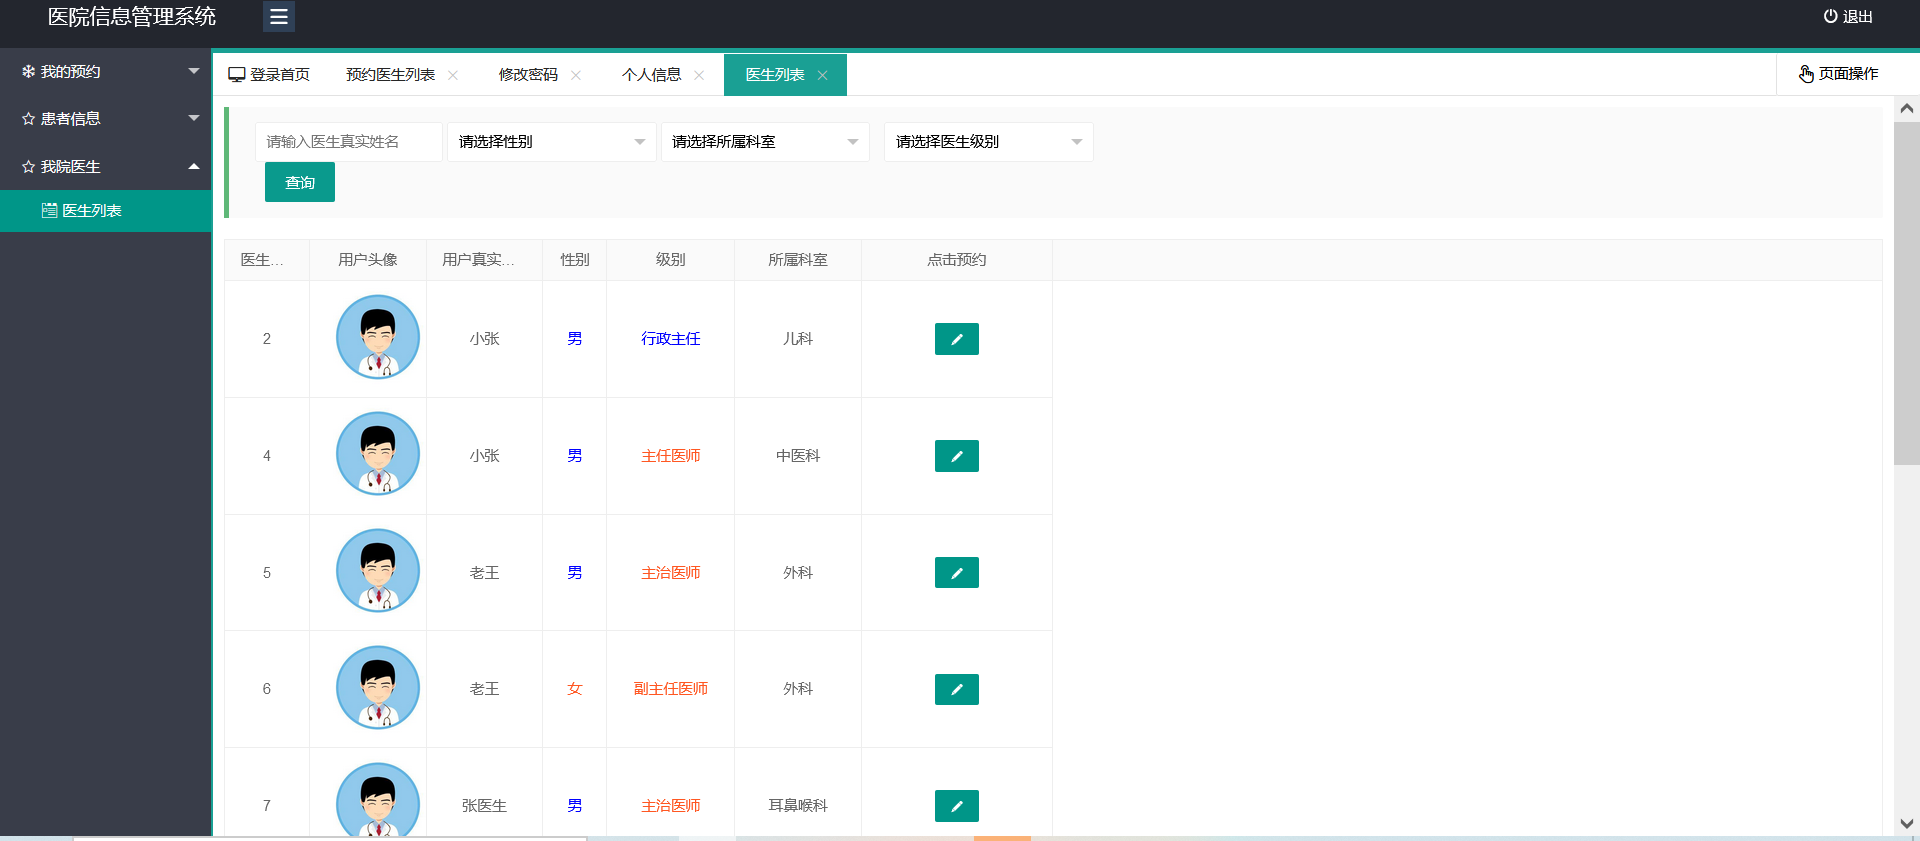 医院信息管理系统
退出
我的预约
患者信息
我院医生
医生列表
登录首页 预约医生列表 修改密码 个人信息 医生列表 页面操作
请输入医生真实姓名 请选择性别 请选择所属科室 请选择医生级别
查询
医生... 用户头像 用户真实... 性别 级别 所属科室 点击预约
2 小张 男 行政主任 儿科
4 小张 男 主任医师 中医科
5 老王 男 主治医师 外科
6 老王 女 副主任医师 外科
7 张医生 男 主治医师 耳鼻喉科